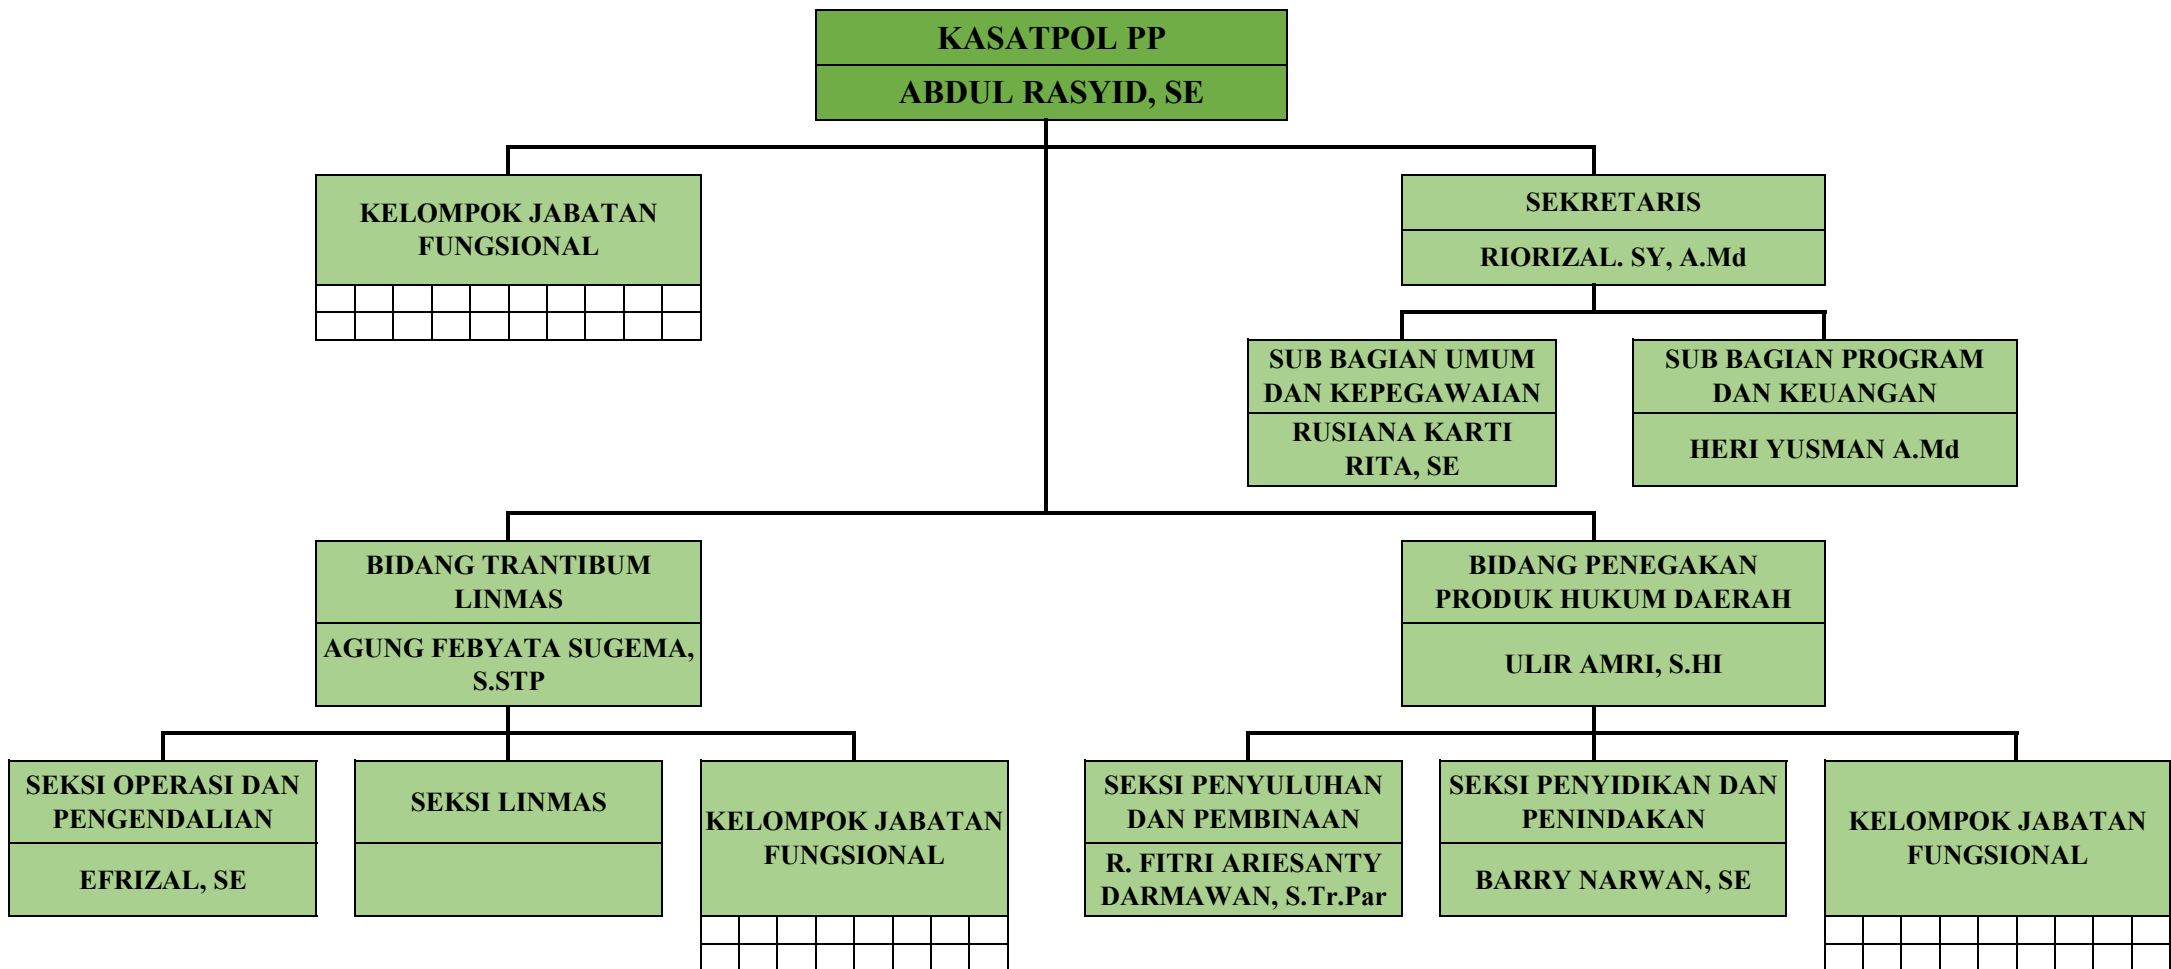 KASATPOL PP
ABDUL RASYID, SE
KELOMPOK JABATAN
FUNGSIONAL
SEKRETARIS
RIORIZAL. SY, A.Md
SUB BAGIAN UMUM
DAN KEPEGAWAIAN
RUSIANA KARTI
RITA, SE
SUB BAGIAN PROGRAM
DAN KEUANGAN
HERI YUSMAN A.Md
BIDANG TRANTIBUM
LINMAS
AGUNG FEBYATA SUGEMA,
S.STP
BIDANG PENEGAKAN
PRODUK HUKUM DAERAH
ULIR AMRI, S.HI
SEKSI OPERASI DAN
PENGENDALIAN
EFRIZAL, SE
SEKSI LINMAS
KELOMPOK JABATAN
FUNGSIONAL
SEKSI PENYULUHAN
DAN PEMBINAAN
R. FITRI ARIESANTY
DARMAWAN, S.Tr.Par
SEKSI PENYIDIKAN DAN
PENINDAKAN
BARRY NARWAN, SE
KELOMPOK JABATAN
FUNGSIONAL